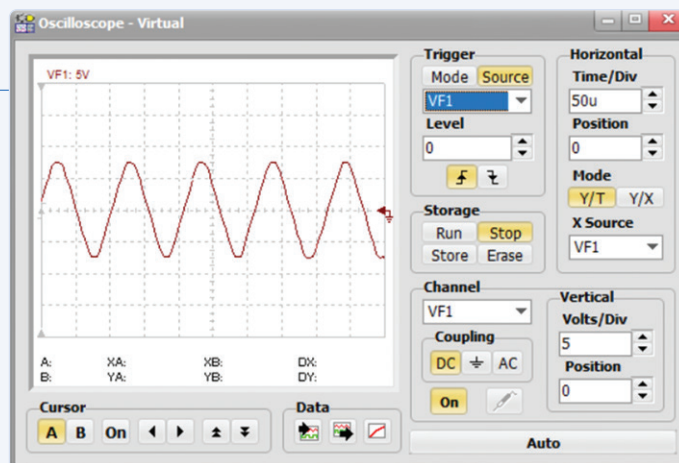 Oscilloscope - Virtual
VF1: 5V
A: XA: XB: DX:
B: YA: YB: DY:
Cursor
A B On
Data
Trigger
Mode Source
VF1
Level
0
Storage
Run Stop
Store Erase
Horizontal
Time/Div
50u
Position
0
Mode
Y/T Y/X
X Source
VF1
Channel
VF1
Coupling
DC AC
On
Vertical
Volts/Div
5
Position
0
Auto